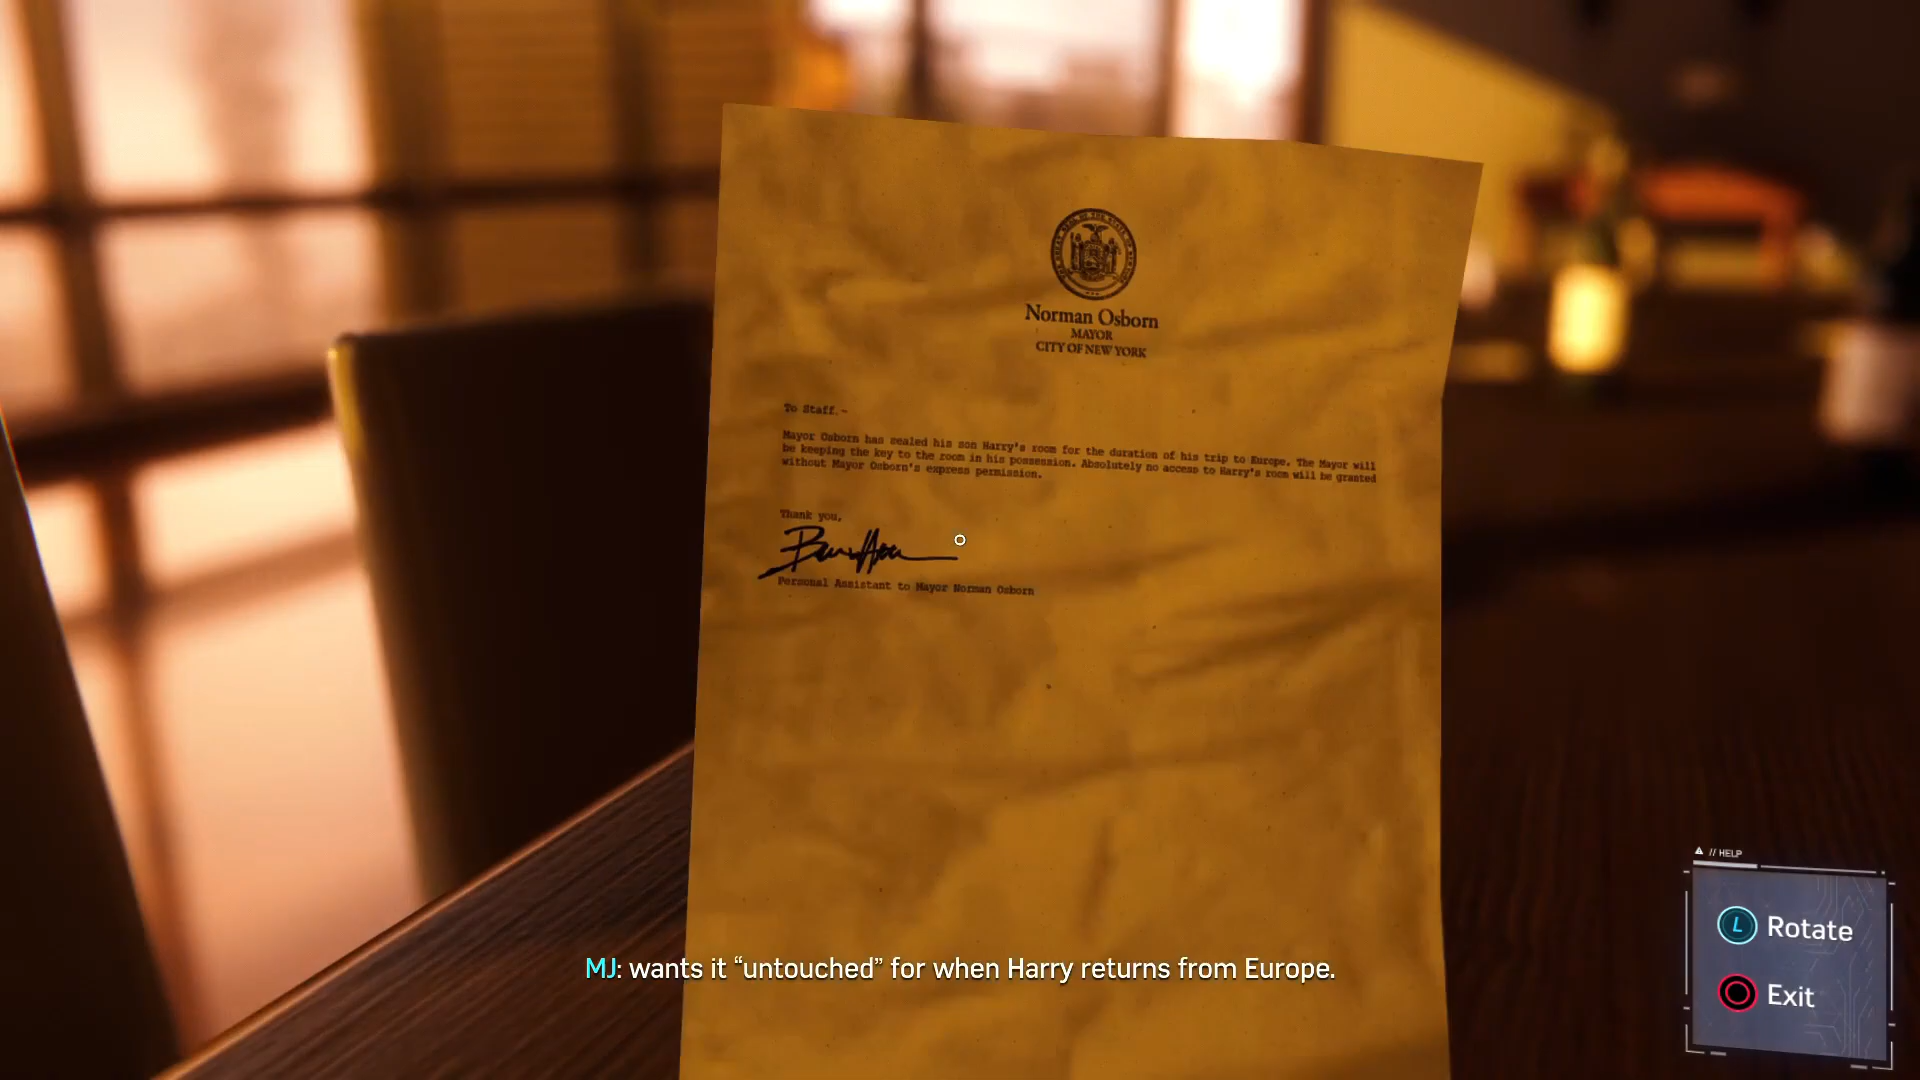 Norman Osborn
MAYOR
CITY OF NEW YORK
To Staff.-
Mayor Osborn has sealed his son Harry's room for the duration of his trip to Europe. The Mayor will
be keeping the key to the room in his possession. Absolutely no access to Harry's room will be granted
without Mayor Osborn's express permission.
Thank you,
Personal Assistant to Mayor Norman Osborn
MJ: wants it “untouched” for when Harry returns from Europe.
// HELP
L Rotate
Exit